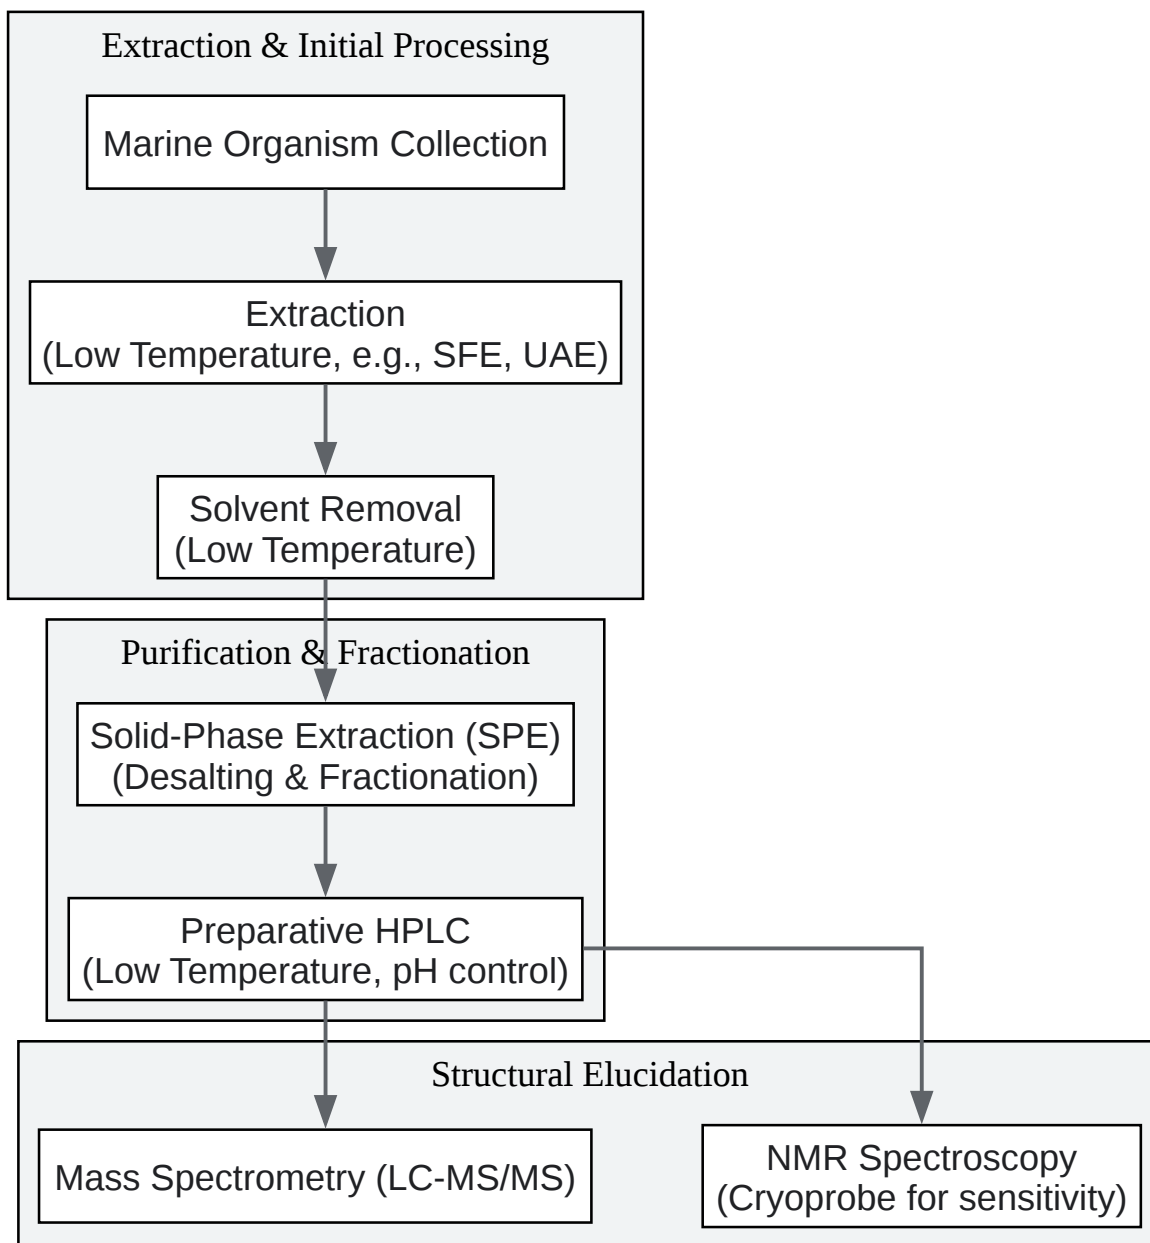 Extraction & Initial Processing
Marine Organism Collection
Extraction
(Low Temperature, e.g., SFE, UAE)
Solvent Removal
(Low Temperature)
Purification & Fractionation
Solid-Phase Extraction (SPE)
(Desalting & Fractionation)
Preparative HPLC
(Low Temperature, pH control)
Structural Elucidation
Mass Spectrometry (LC-MS/MS)
NMR Spectroscopy
(Cryoprobe for sensitivity)